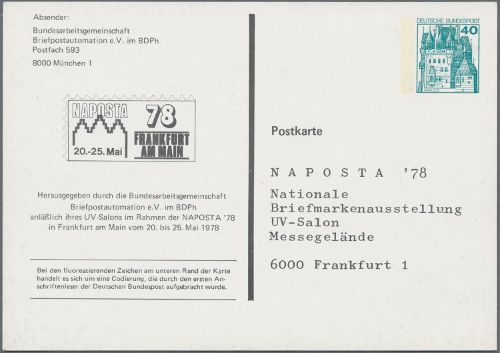 Absender:
Bundesarbeitsgemeinschaft
Briefpostautomation e.V. im BDPh
Postfach 593
8000 München 1
NAPOSTA 78
20.-25. Mai FRANKFURT
AM MAIN
Herausgegeben durch die Bundesarbeitsgemeinschaft
Briefpostautomation e.V. im BDPh
anläßlich ihres UV-Salons im Rahmen der NAPOSTA '78
in Frankfurt am Main vom 20. bis 25. Mai 1978
Bei den fluoreszierenden Zeichen am unteren Rand der Karte
handelt es sich um eine Codierung, die durch den ersten An-
schriftenleser der Deutschen Bundespost aufgebracht wurde.
DEUTSCHE BUNDESPOST
40
Postkarte
NAPOSTA '78
Nationale
Briefmarkenausstellung
UV-Salon
Messegelände
6000 Frankfurt 1